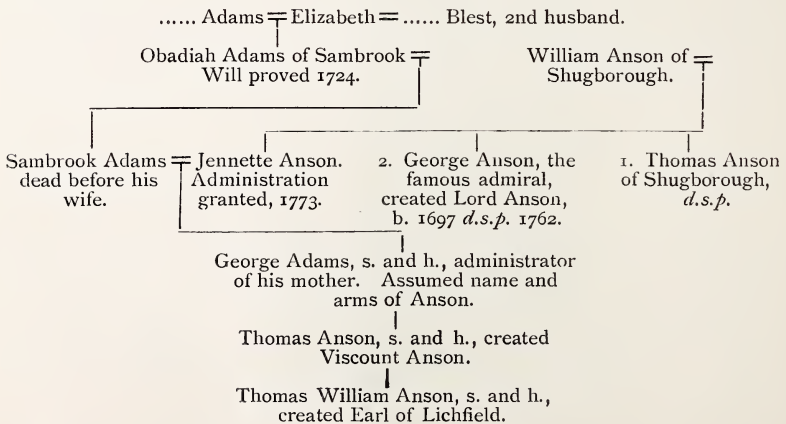 ...... Adams = Elizabeth = ...... Blest, 2nd husband.
Obadiah Adams of Sambrook =
Will proved 1724.
William Anson of =
Shugborough.
Sambrook Adams = Jennette Anson.
dead before his
wife.
Administration
granted, 1773.
2. George Anson, the
famous admiral,
created Lord Anson,
b. 1697 d.s.p. 1762.
1. Thomas Anson
of Shugborough,
d.s.p.
George Adams, s. and h., administrator
of his mother. Assumed name and
arms of Anson.
Thomas Anson, s. and h., created
Viscount Anson.
Thomas William Anson, s. and h.,
created Earl of Lichfield.